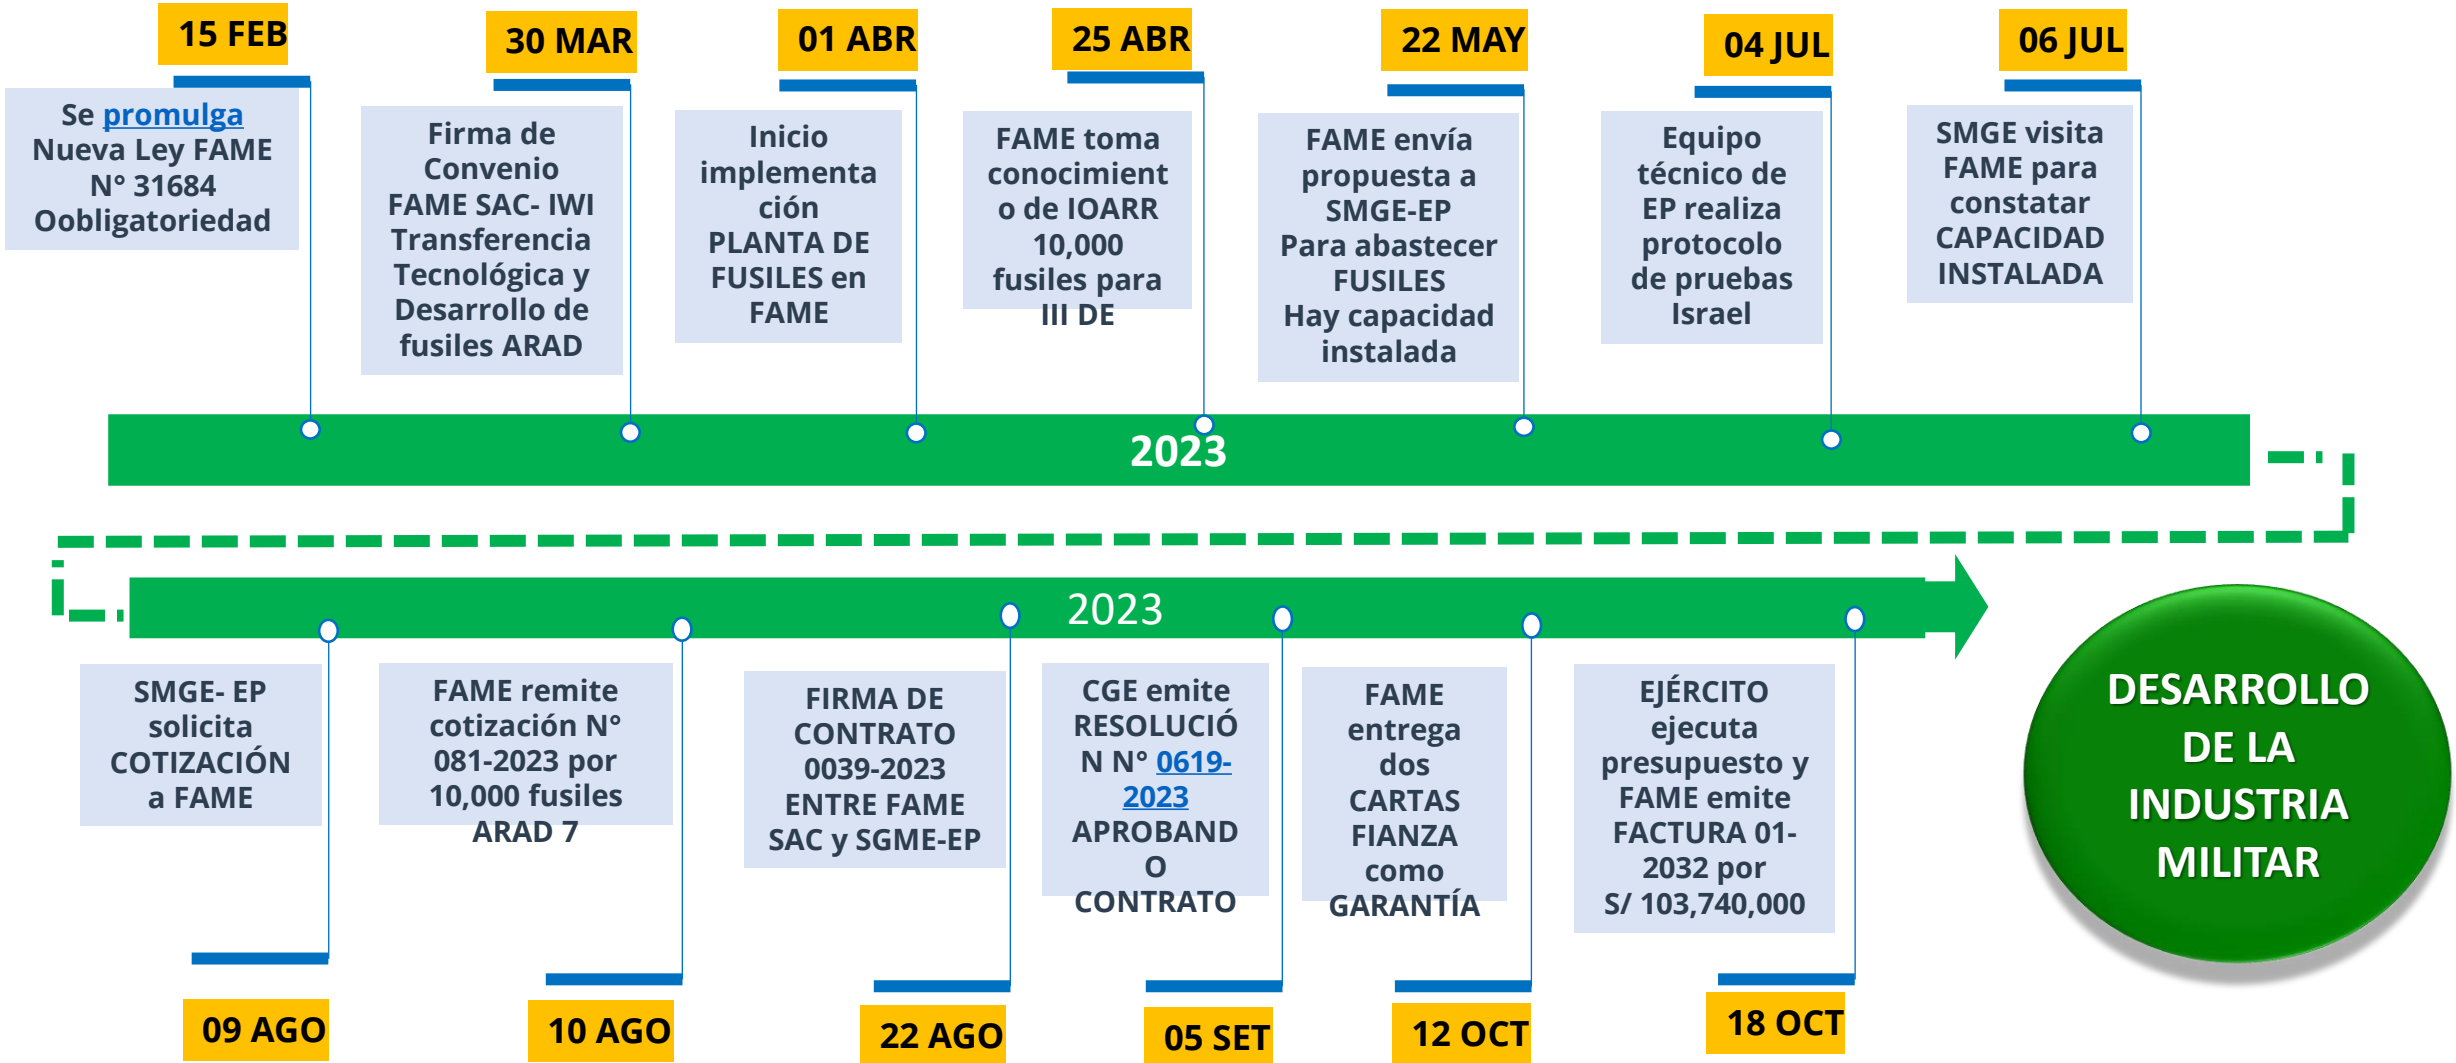 15 FEB
Se promulga
Nueva Ley FAME
N° 31684
Oobligatoriedad
30 MAR
Firma de
Convenio
FAME SAC- IWI
Transferencia
Tecnológica y
Desarrollo de
fusiles ARAD
01 ABR
Inicio
implementa
ción
PLANTA DE
FUSILES en
FAME
25 ABR
FAME toma
conocimient
o de IOARR
10,000
fusiles para
III DE
22 MAY
FAME envía
propuesta a
SMGE-EP
Para abastecer
FUSILES
Hay capacidad
instalada
04 JUL
Equipo
técnico de
EP realiza
protocolo
de pruebas
Israel
06 JUL
SMGE visita
FAME para
constatar
CAPACIDAD
INSTALADA
2023
2023
SMGE- EP
solicita
COTIZACIÓN
a FAME
09 AGO
FAME remite
cotización N°
081-2023 por
10,000 fusiles
ARAD 7
10 AGO
FIRMA DE
CONTRATO
0039-2023
ENTRE FAME
SAC y SGME-EP
22 AGO
CGE emite
RESOLUCIÓ
N N° 0619-
2023
APROBAND
O
CONTRATO
05 SET
FAME
entrega
dos
CARTAS
FIANZA
como
GARANTÍA
12 OCT
EJÉRCITO
ejecuta
presupuesto y
FAME emite
FACTURA 01-
2032 por
S/ 103,740,000
18 OCT
DESARROLLO
DE LA
INDUSTRIA
MILITAR